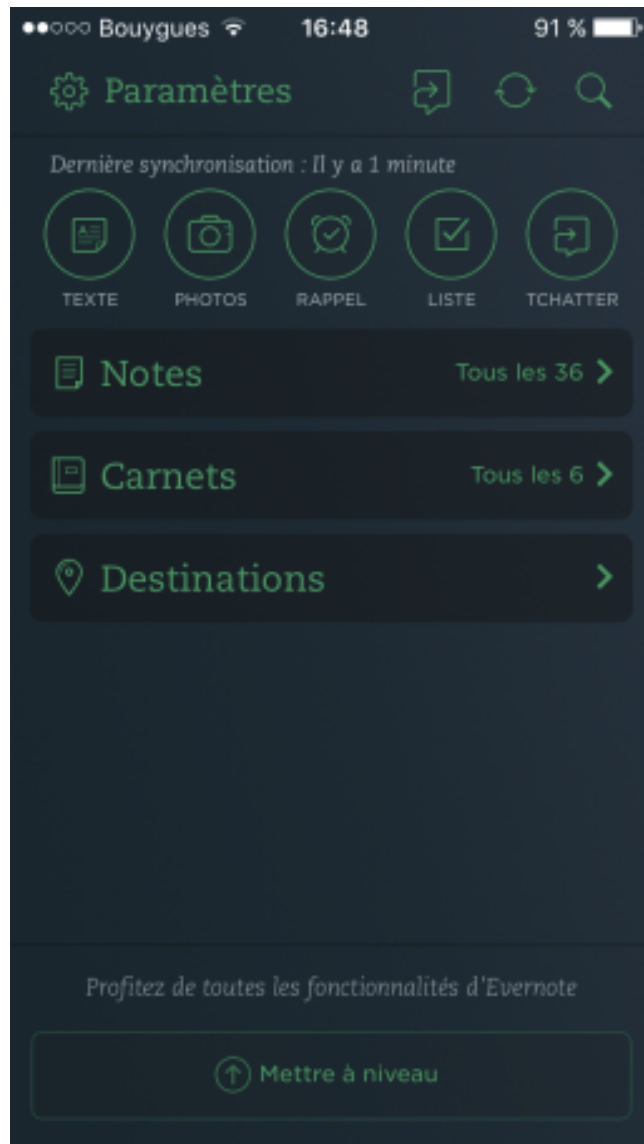 Bouygues 16:48 91 %
Paramètres
Dernière synchronisation : Il y a 1 minute
TEXTE PHOTOS RAPPEL LISTE TCHATTER
Notes Tous les 36
Carnets Tous les 6
Destinations
Profitez de toutes les fonctionnalités d'Evernote
Mettre à niveau